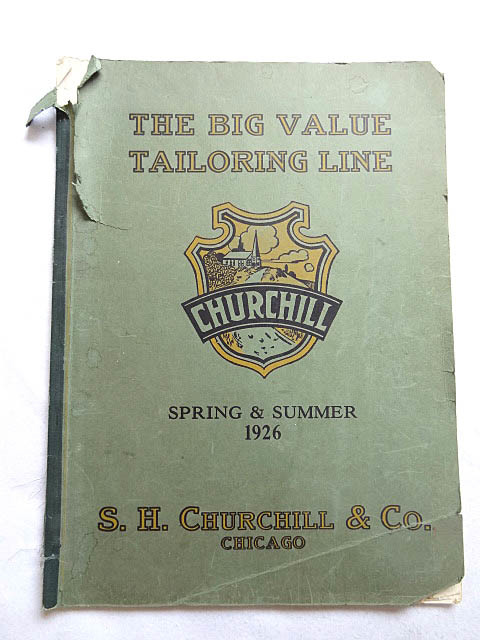 THE BIG VALUE
TAILORING LINE
CHURCHILL
SPRING & SUMMER
1926
S. H. CHURCHILL & CO.
CHICAGO